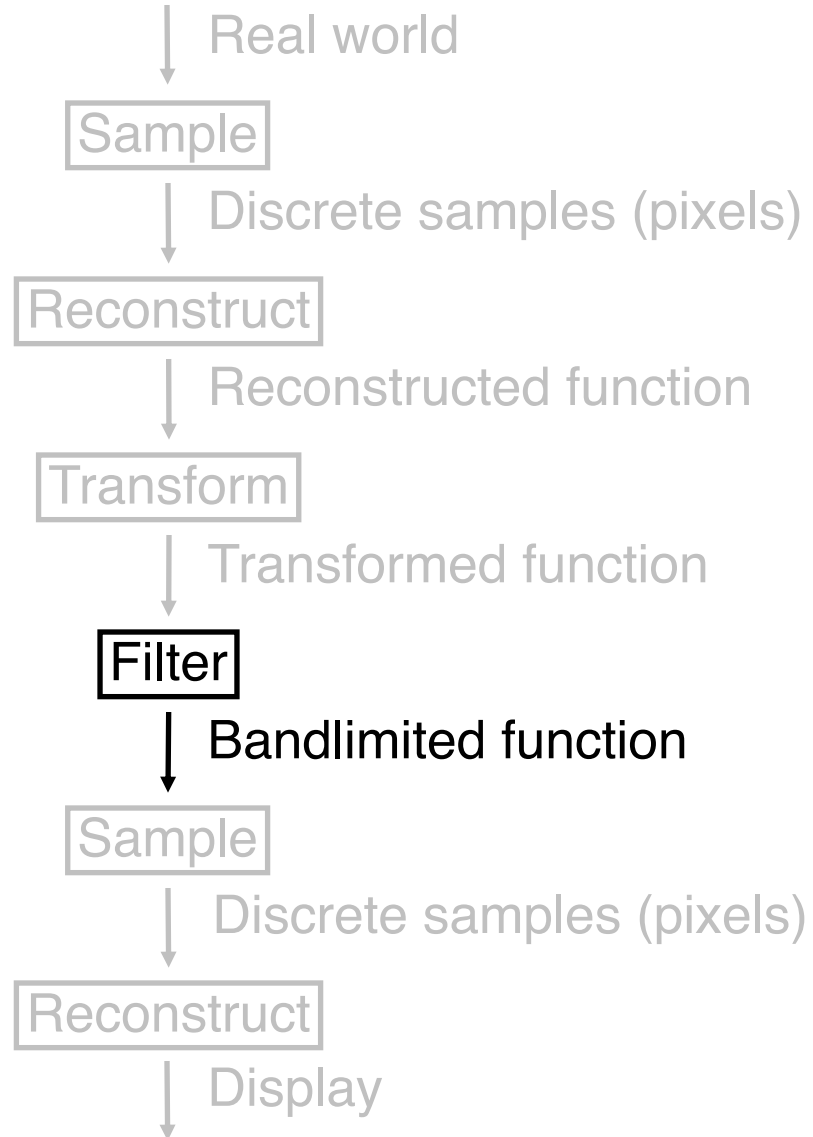 Real world
Sample
Discrete samples (pixels)
Reconstruct
Reconstructed function
Transform
Transformed function
Filter
Bandlimited function
Sample
Discrete samples (pixels)
Reconstruct
Display